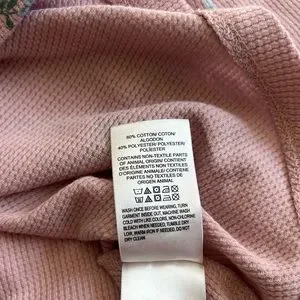 60% COTTON/ COTON/
ALGODON
40% POLYESTER/ POLYESTER/
POLIESTER
CONTAINS NON-TEXTILE PARTS
OF ANIMAL ORIGIN/ CONTIENT
DES ÉLÉMENTS NON TEXTILES
D'ORIGINE ANIMALE/ CONTIENE
PARTES NO TEXTILES DE
ORIGEN ANIMAL
WASH ONCE BEFORE WEARING, TURN
GARMENT INSIDE OUT, MACHINE WASH
COLD WITH LIKE COLORS, NON-CHLORINE
BLEACH WHEN NEEDED, TUMBLE DRY
LOW, WARM IRON IF NEEDED, DO NOT
DRY CLEAN